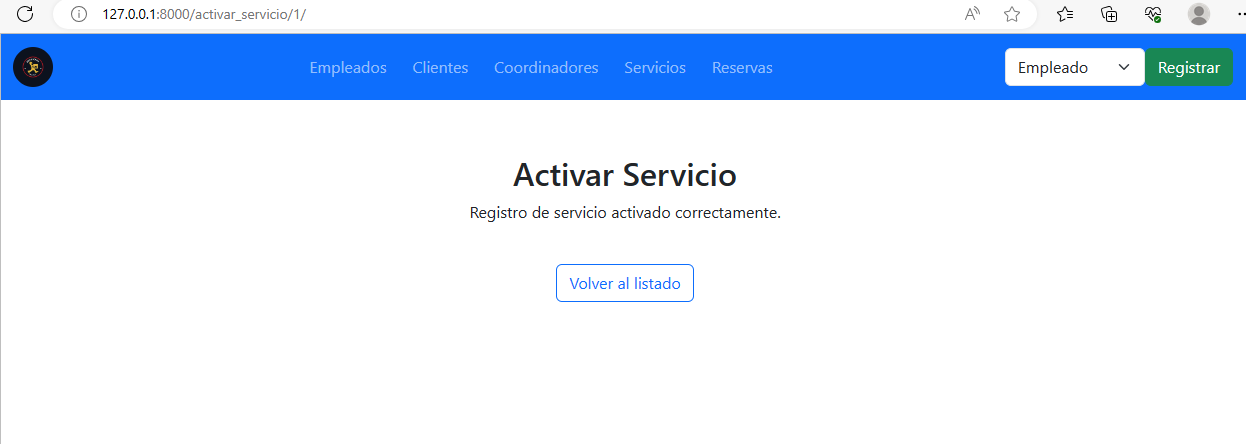 127.0.0.1:8000/activar_servicio/1/
Empleados Clientes Coordinadores Servicios Reservas Empleado Registrar
Activar Servicio
Registro de servicio activado correctamente.
Volver al listado